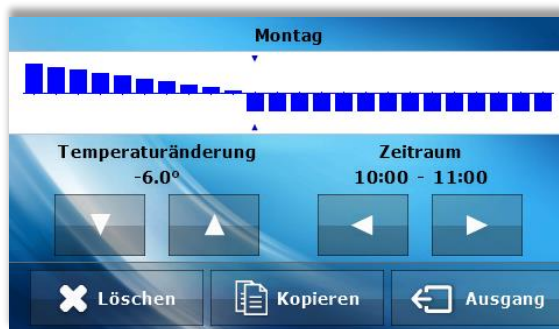 Montag
Temperaturänderung Zeitraum
-6.0° 10:00 - 11:00
Löschen Kopieren Ausgang